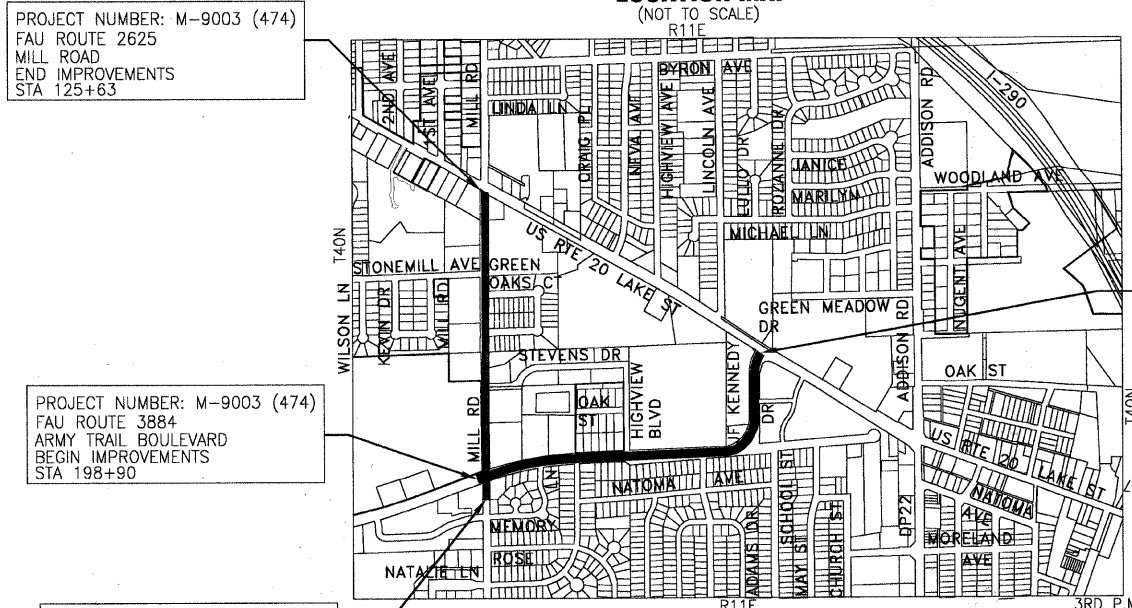 (NOT TO SCALE)
R11E
PROJECT NUMBER: M-9003 (474)
FAU ROUTE 2625
MILL ROAD
END IMPROVEMENTS
STA 125+63
2ND AVE
1ST AVE
MILL RD
LINDA LN
CRAIG PL
NEVA AVE
HIGHVIEW AVE
BYRON AVE
LINCOLN AVE
LULLO DR
ROZANNE DR
JANICE
MARILYN
MICHAEL LN
ADDISON RD
I-290
WOODLAND AVE
NUGENT AVE
T40N
WILSON LN
STONEMILL AVE
KEVIN DR
MILL RD
GREEN
OAKS CT
US RTE 20 LAKE ST
GREEN MEADOW
DR
ADDISON RD
STEVENS DR
OAK
ST
HIGHVIEW
BLVD
JF KENNEDY
DR
OAK ST
T40N
PROJECT NUMBER: M-9003 (474)
FAU ROUTE 3884
ARMY TRAIL BOULEVARD
BEGIN IMPROVEMENTS
STA 198+90
MILL RD
LN
MEMORY
ROSE
NATALIE LN
NATOMA AVE
ADAMS DR
SCHOOL ST
MAY ST
CHURCH ST
DP22
US RTE 20 LAKE ST
NATOMA
AVE
MORELAND
AVE
R11E
3RD P.M.